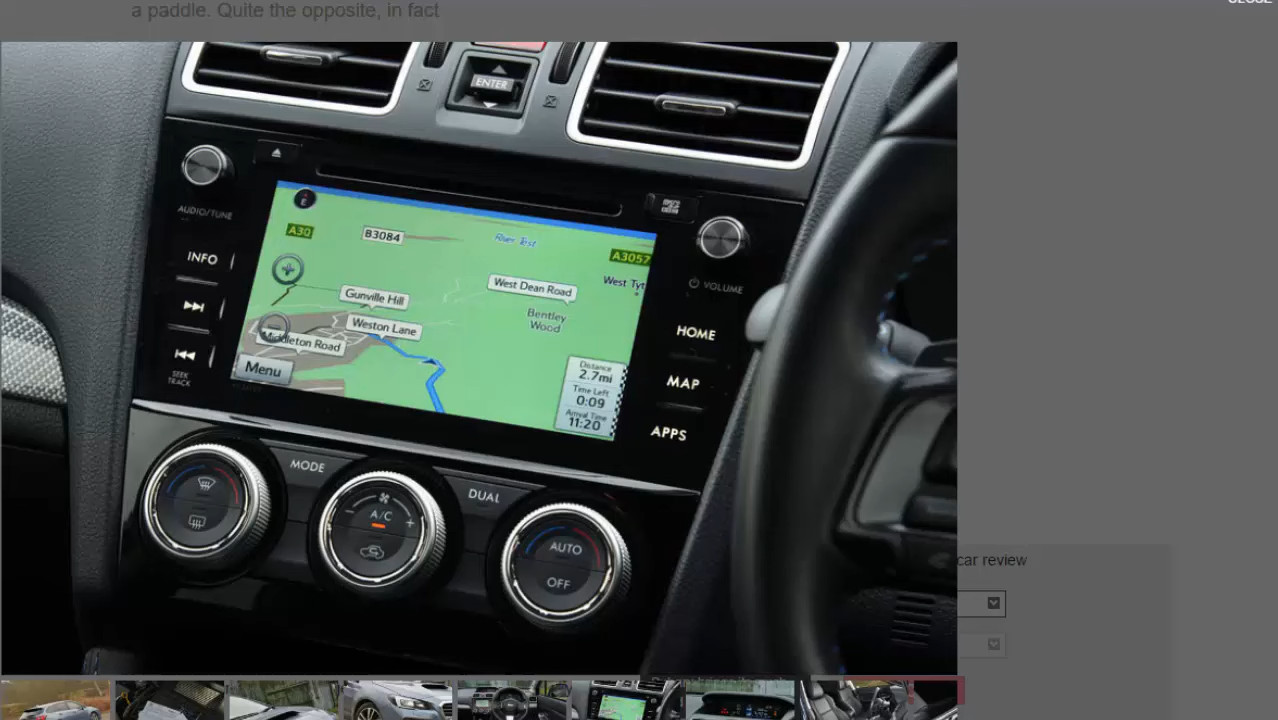 CLOSE
a paddle. Quite the opposite, in fact
ENTER
AUDIO/TUNE
INFO
SEEK
TRACK
A30
B3084
River Test
A3057
West Tyt
West Dean Road
Gunville Hill
Bentley
Wood
Weston Lane
Middleton Road
Menu
Distance
2.7mi
Time Left
0:09
Arrival Time
11:20
VOLUME
HOME
MAP
APPS
MODE
A/C
DUAL
AUTO
OFF
car review